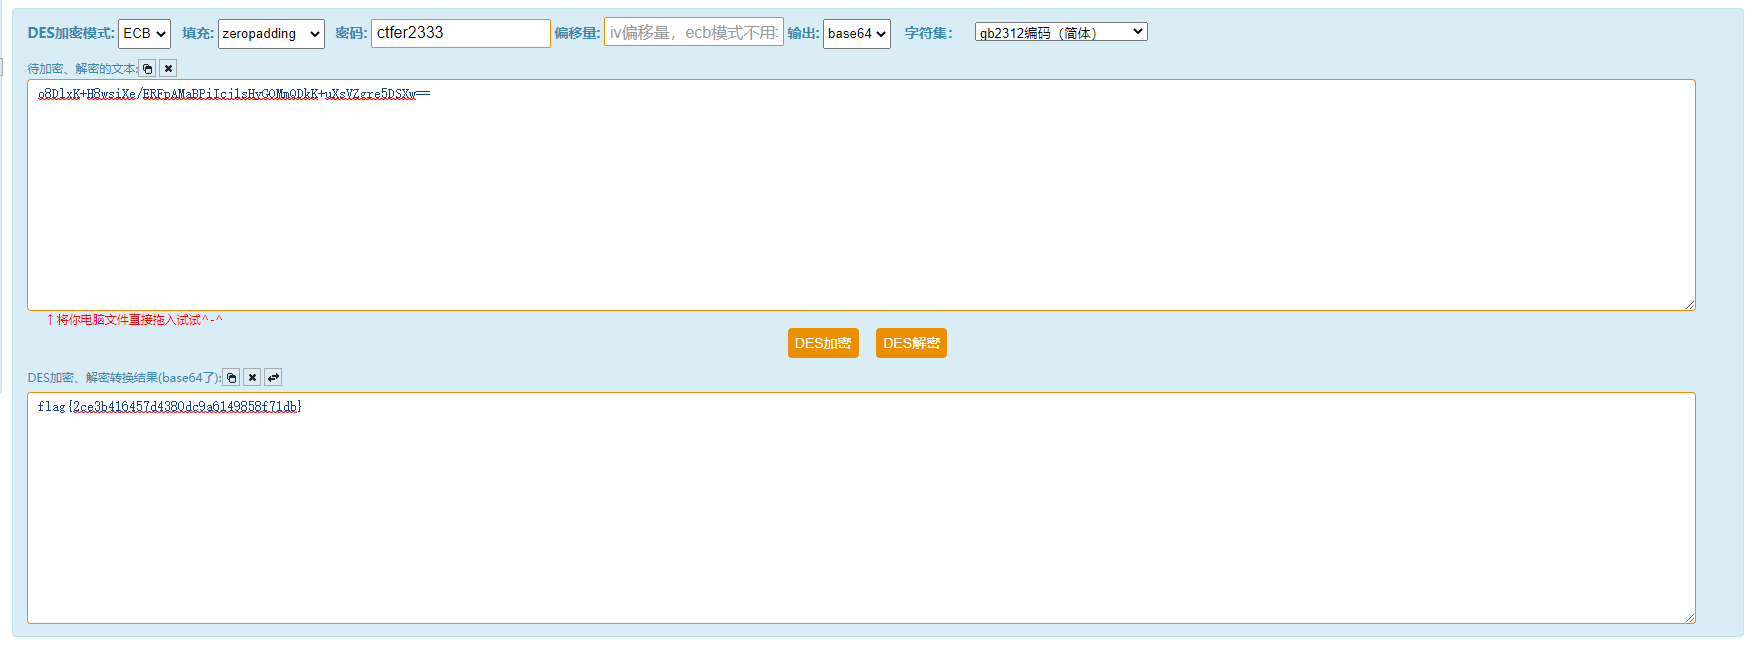 DES加密模式: ECB 填充: zeropadding 密码: ctfer2333 偏移量: iv偏移量，ecb模式不用: 输出: base64 字符集： gb2312编码（简体）
待加密、解密的文本:
o8DlxK+H8wsiXe/ERFpAMaBPiIcj1sHyGOMmQDkK+uXsVZgre5DSXw==
↑将你电脑文件直接拖入试试^-^
DES加密 DES解密
DES加密、解密转换结果(base64了):
flag{2ce3b416457d4380dc9a6149858f71db}